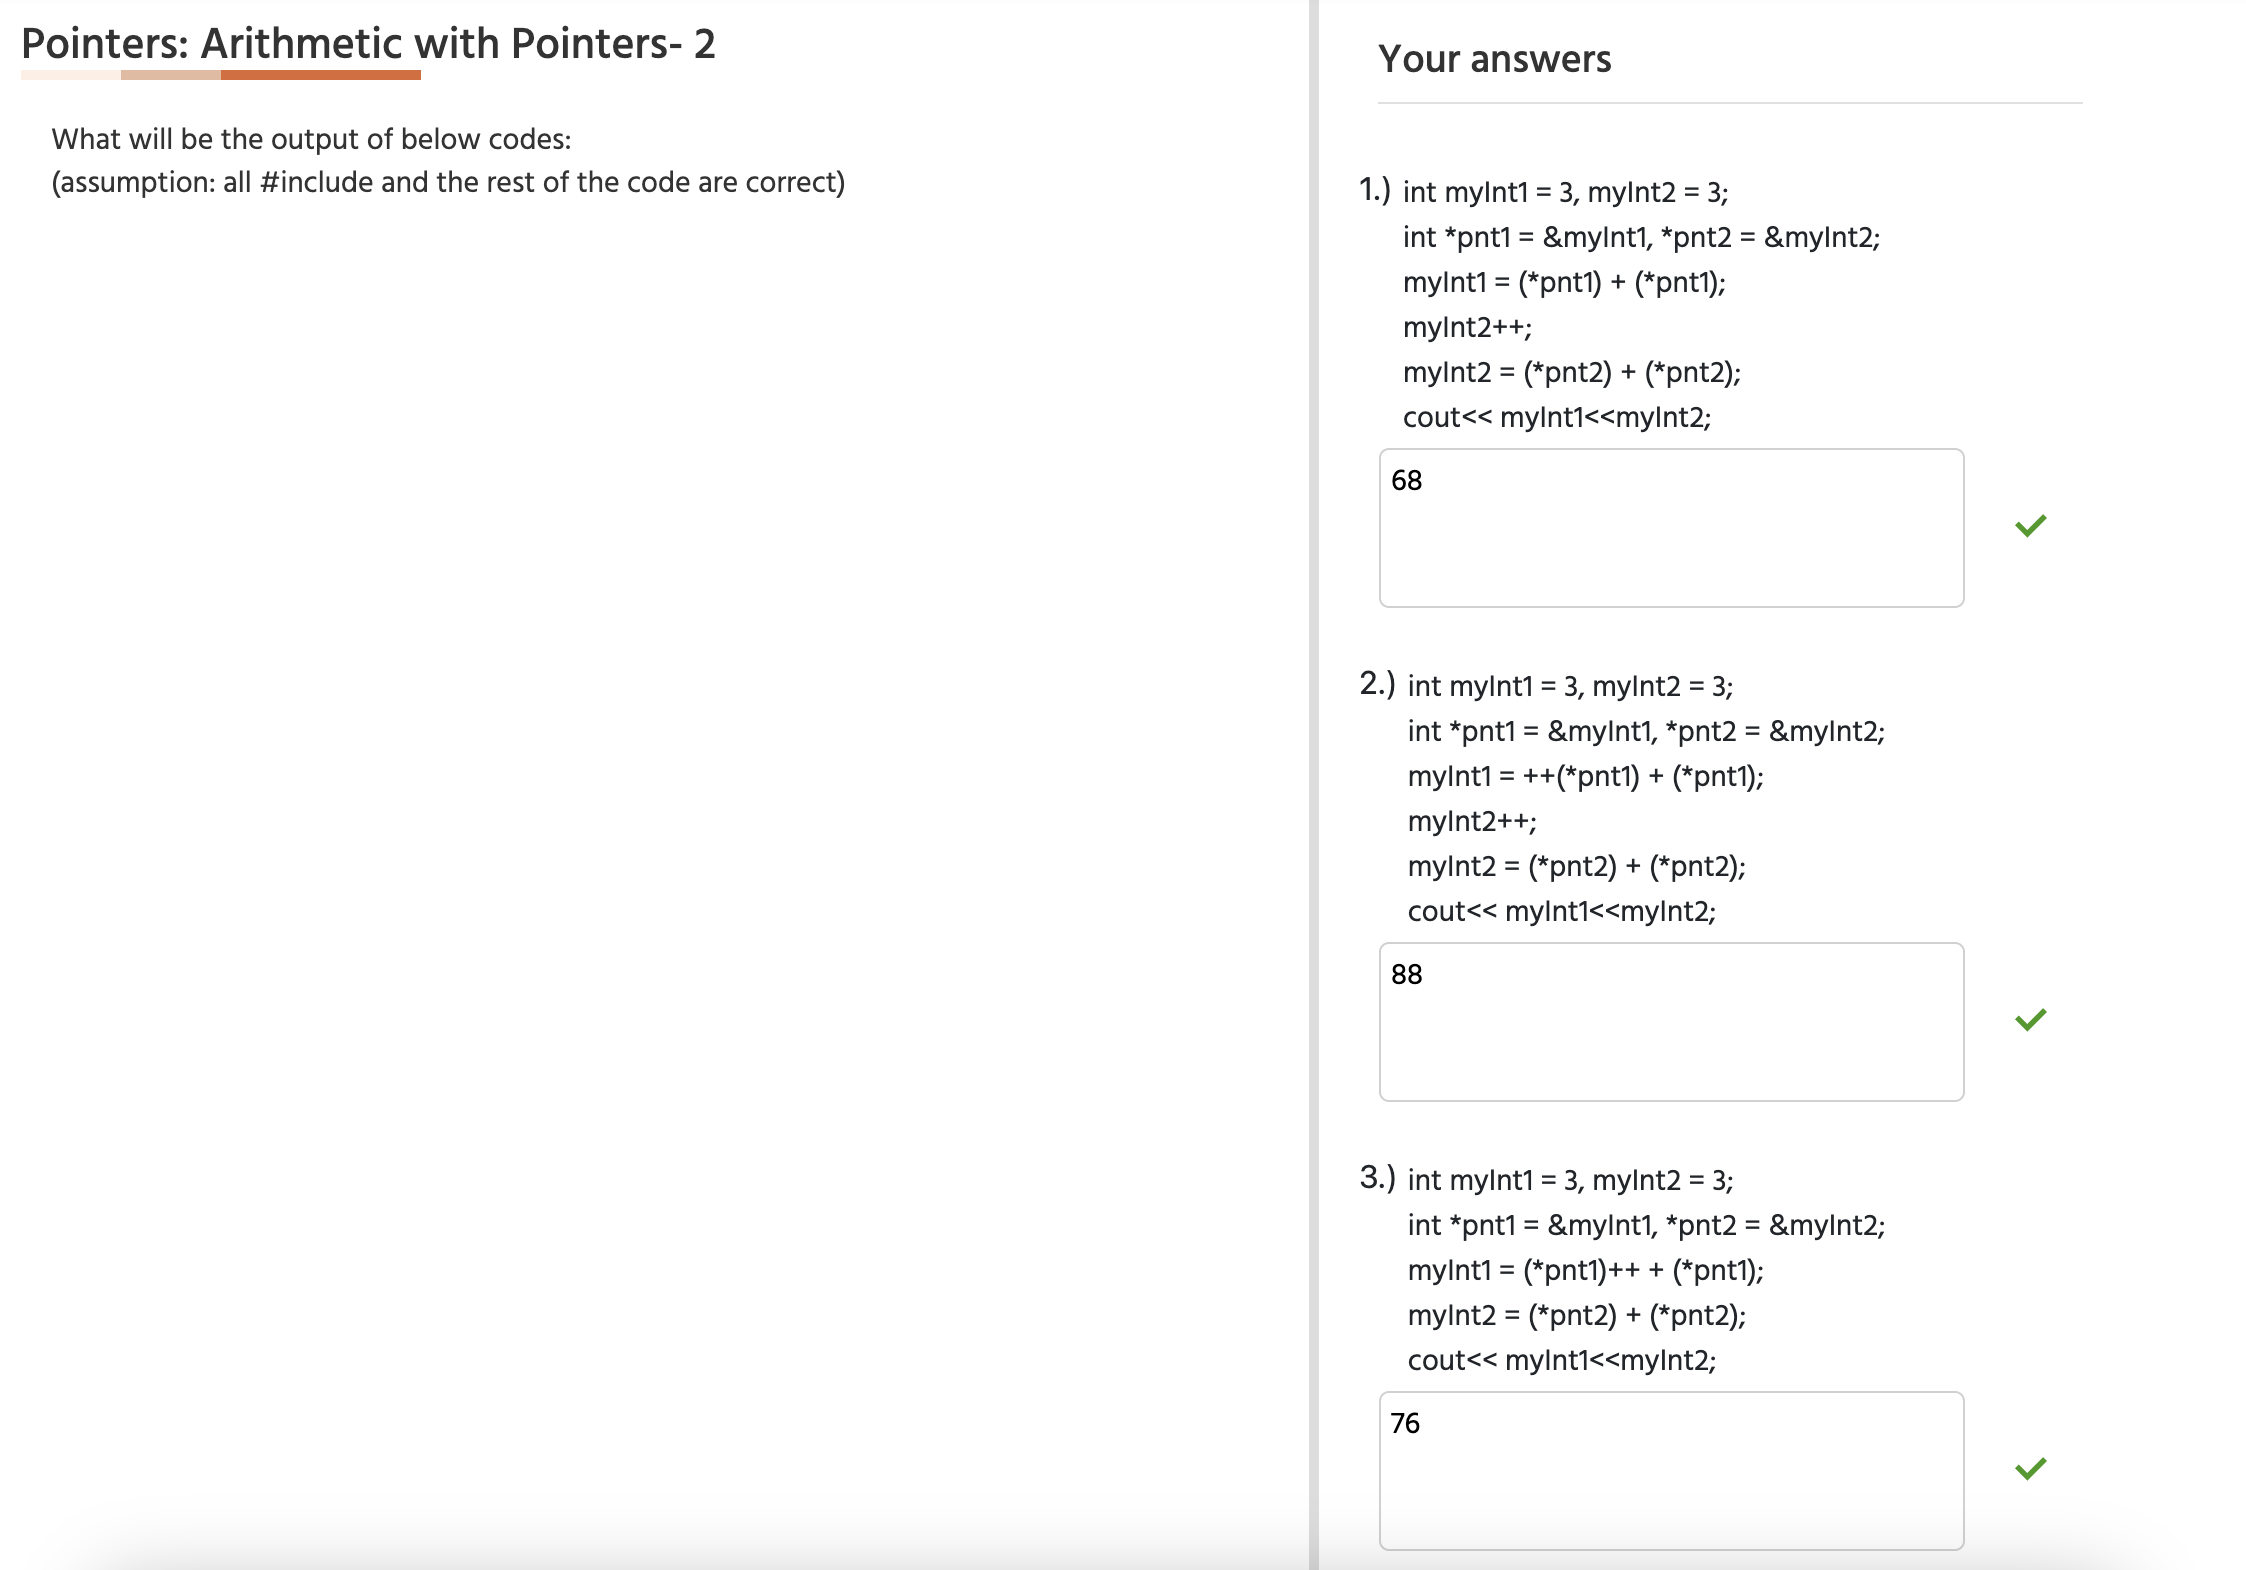 Pointers: Arithmetic with Pointers- 2
What will be the output of below codes:
(assumption: all #include and the rest of the code are correct)
Your answers
1.) int myInt1 = 3, myInt2 = 3;
int *pnt1 = &myInt1, *pnt2 = &myInt2;
myInt1 = (*pnt1) + (*pnt1);
myInt2++;
myInt2 = (*pnt2) + (*pnt2);
cout<< myInt1<<myInt2;
68
2.) int myInt1 = 3, myInt2 = 3;
int *pnt1 = &myInt1, *pnt2 = &myInt2;
myInt1 = ++(*pnt1) + (*pnt1);
myInt2++;
myInt2 = (*pnt2) + (*pnt2);
cout<< myInt1<<myInt2;
88
3.) int myInt1 = 3, myInt2 = 3;
int *pnt1 = &myInt1, *pnt2 = &myInt2;
myInt1 = (*pnt1)++ + (*pnt1);
myInt2 = (*pnt2) + (*pnt2);
cout<< myInt1<<myInt2;
76